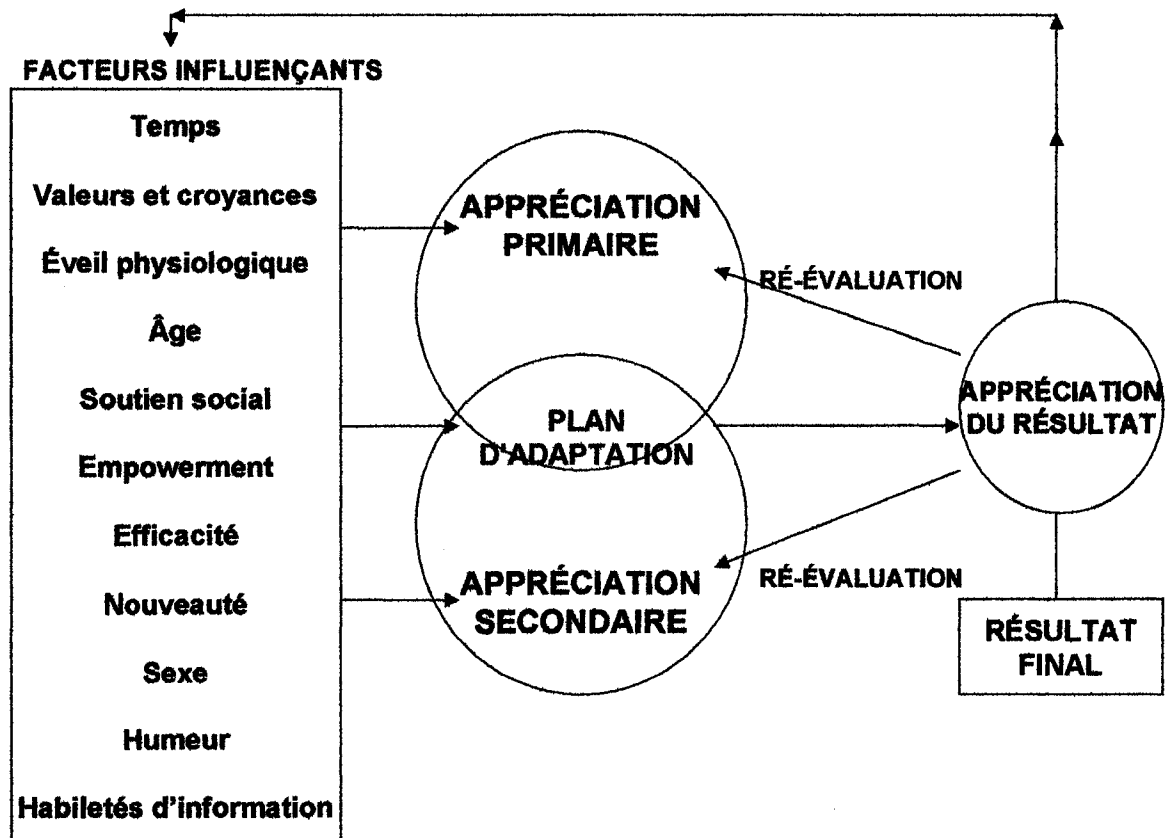 FACTEURS INFLUENÇANTS
Temps
Valeurs et croyances
Éveil physiologique
Âge
Soutien social
Empowerment
Efficacité
Nouveauté
Sexe
Humeur
Habiletés d'information
APPRÉCIATION
PRIMAIRE
PLAN
D'ADAPTATION
APPRÉCIATION
SECONDAIRE
RÉ-ÉVALUATION
RÉ-ÉVALUATION
APPRÉCIATION
DU RÉSULTAT
RÉSULTAT
FINAL